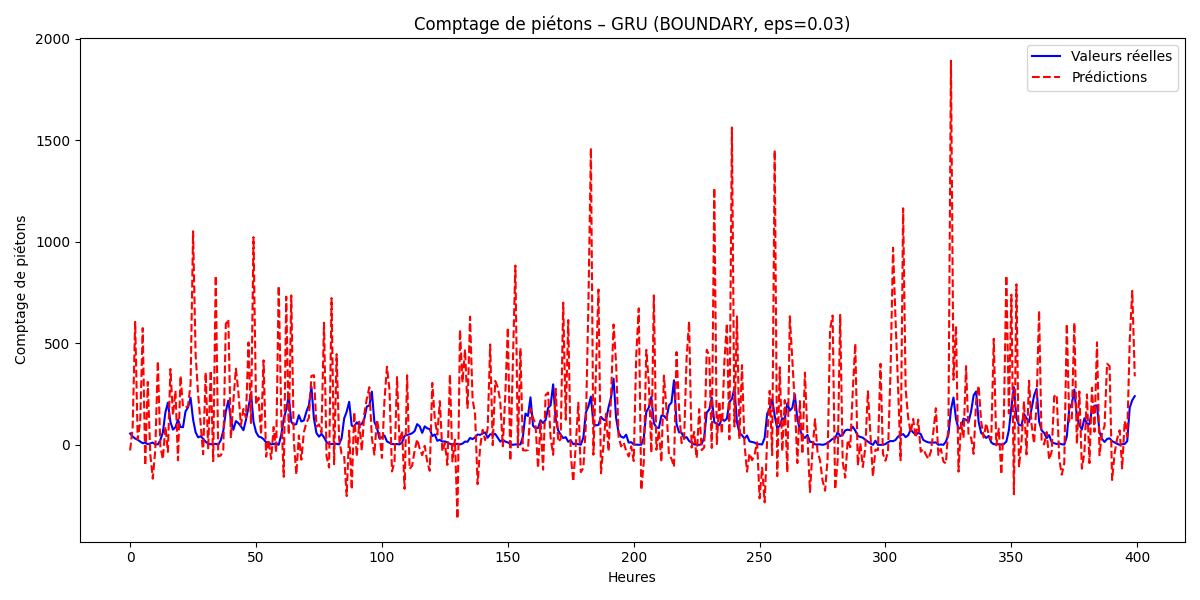 Comptage de piétons – GRU (BOUNDARY, eps=0.03)
Valeurs réelles
Prédictions
Comptage de piétons
2000
1500
1000
500
0
0 50 100 150 200 250 300 350 400
Heures